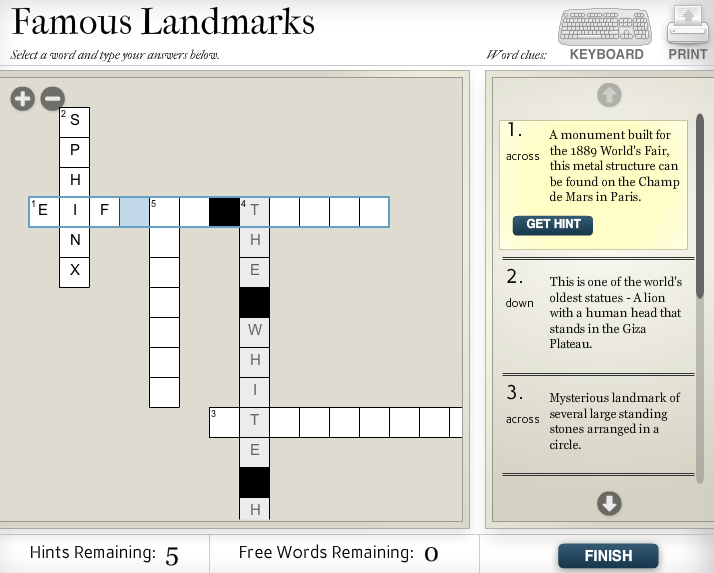 Famous Landmarks
Select a word and type your answers below.
Word clues:
KEYBOARD
PRINT
2 S
P
H
1 E I F 5 4 T
N H
X E
W
H
I
3 T
E
H
1. across
A monument built for
the 1889 World's Fair,
this metal structure can
be found on the Champ
de Mars in Paris.
GET HINT
2. down
This is one of the world's
oldest statues - A lion
with a human head that
stands in the Giza
Plateau.
3. across
Mysterious landmark of
several large standing
stones arranged in a
circle.
Hints Remaining: 5
Free Words Remaining: 0
FINISH